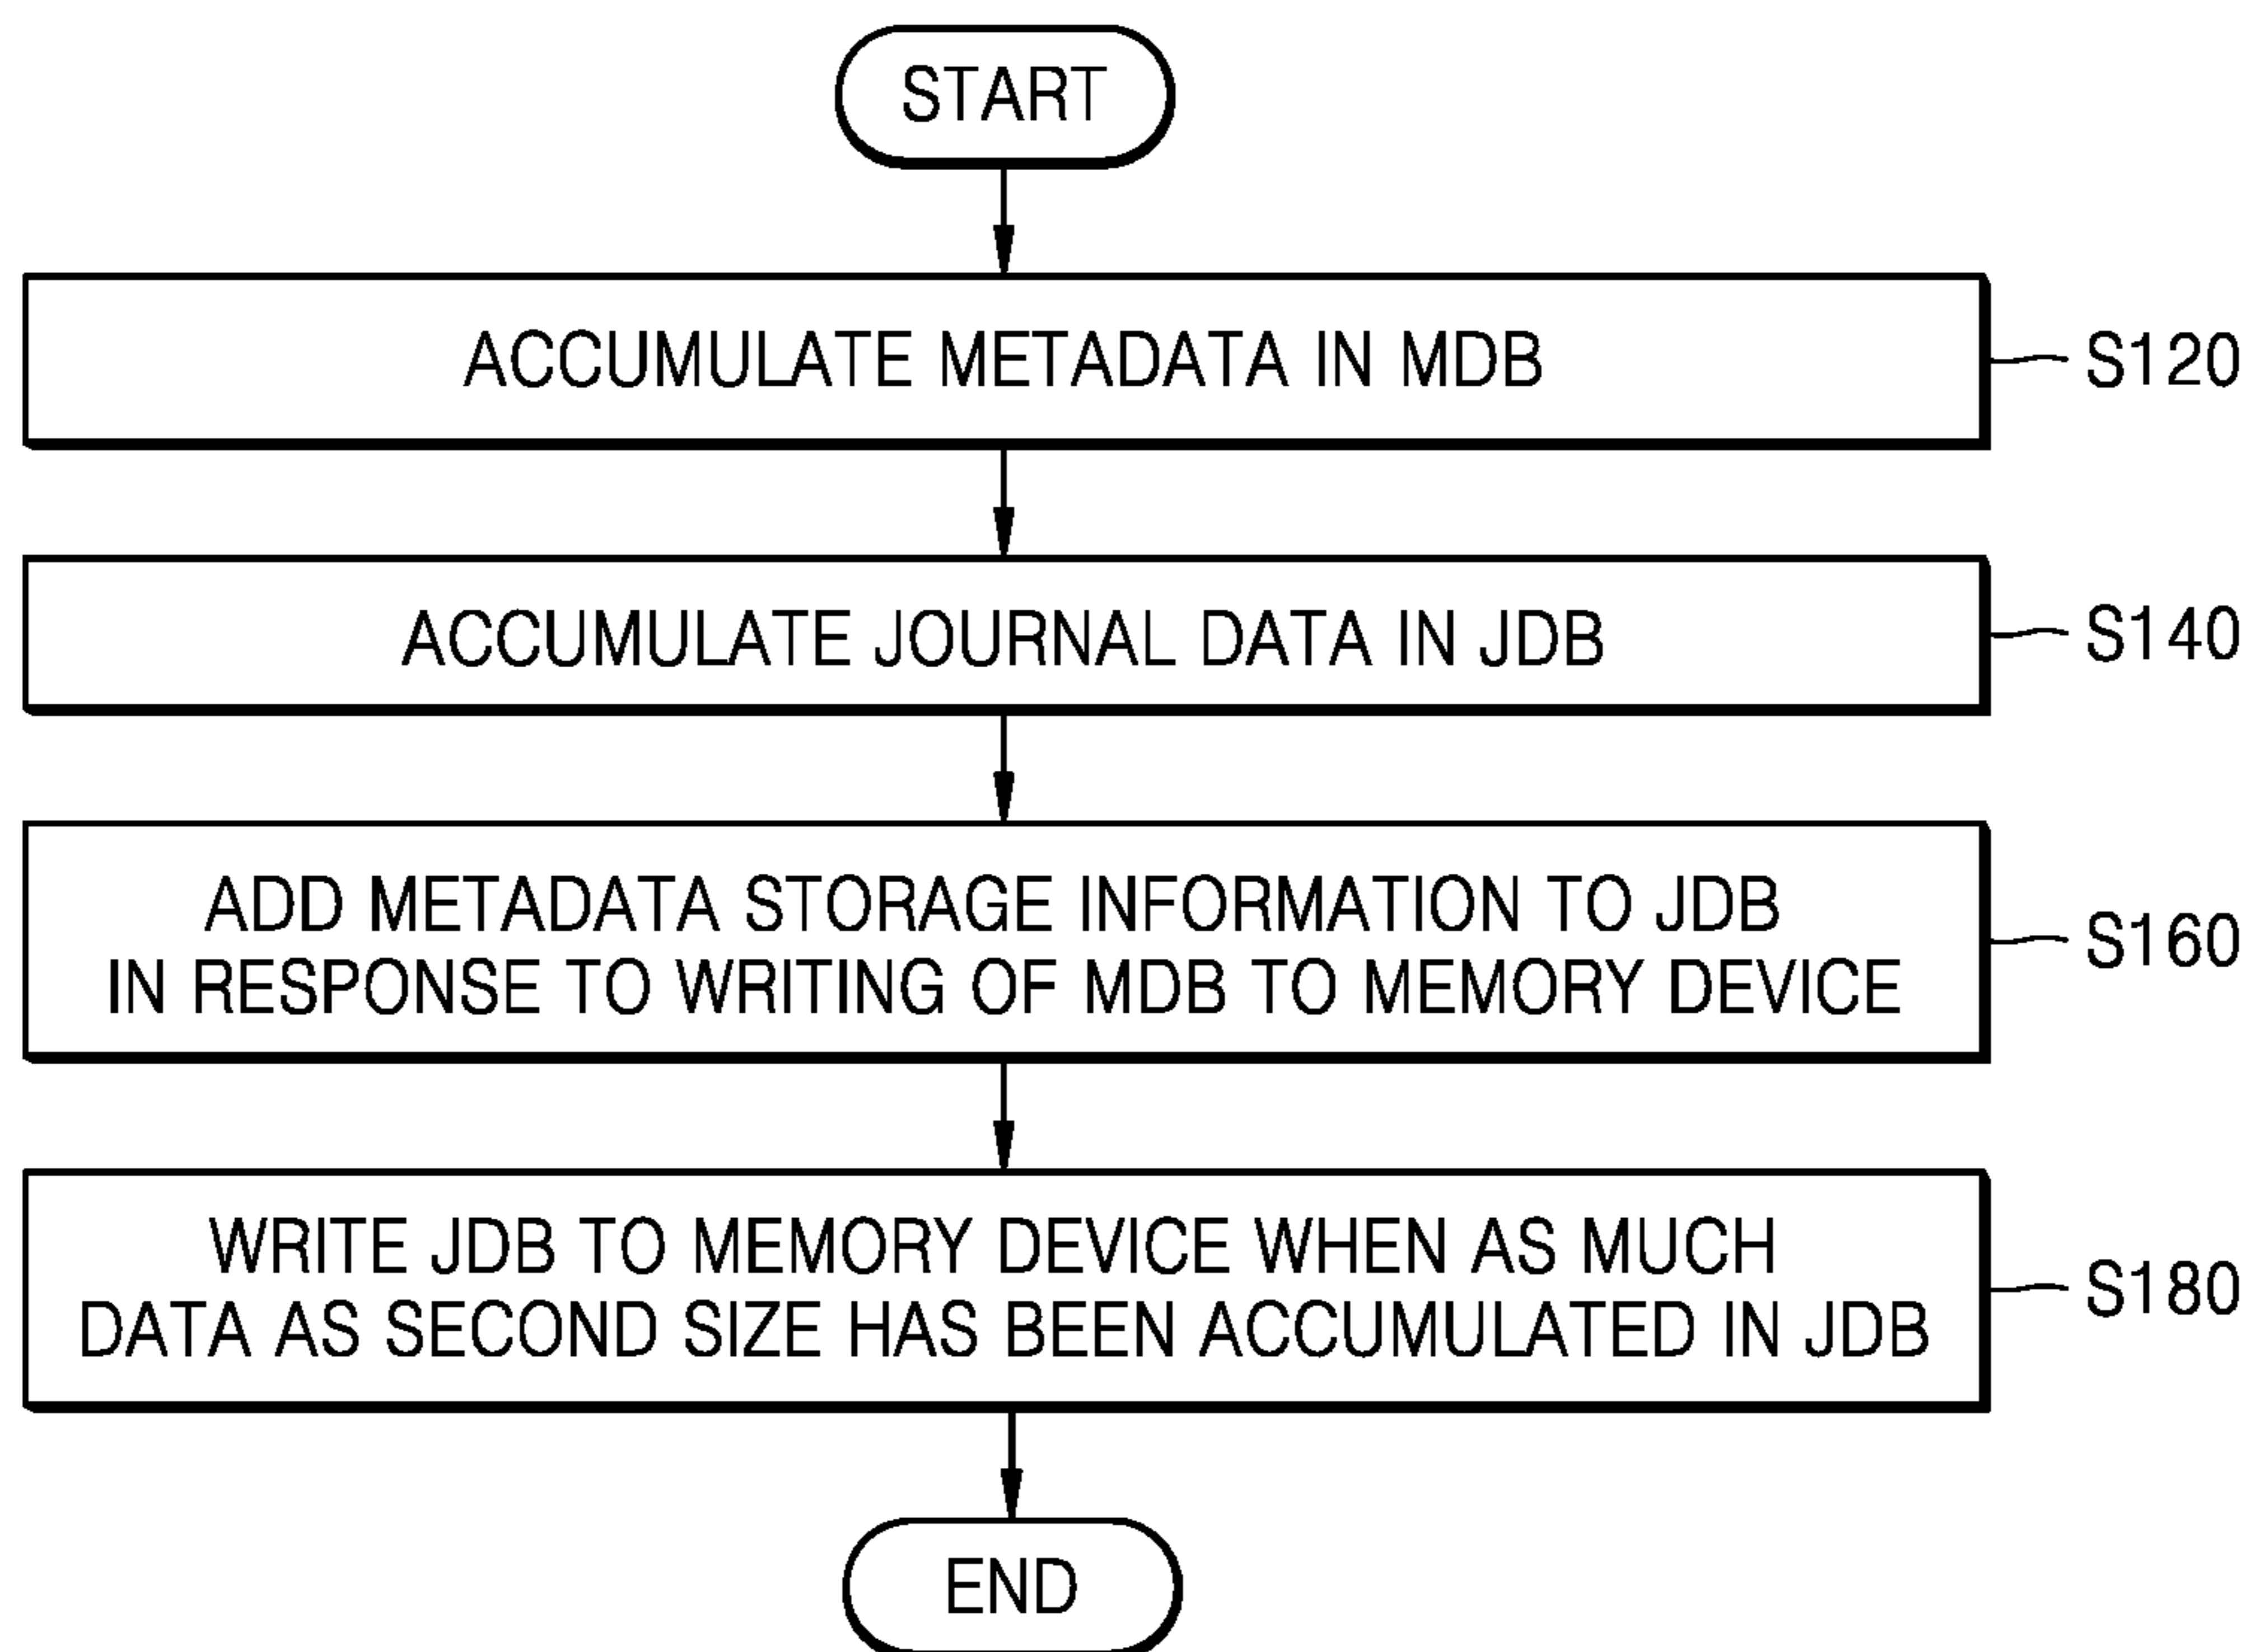 START
ACCUMULATE METADATA IN MDB
S120
ACCUMULATE JOURNAL DATA IN JDB
S140
ADD METADATA STORAGE INFORMATION TO JDB
IN RESPONSE TO WRITING OF MDB TO MEMORY DEVICE
S160
WRITE JDB TO MEMORY DEVICE WHEN AS MUCH
DATA AS SECOND SIZE HAS BEEN ACCUMULATED IN JDB
S180
END